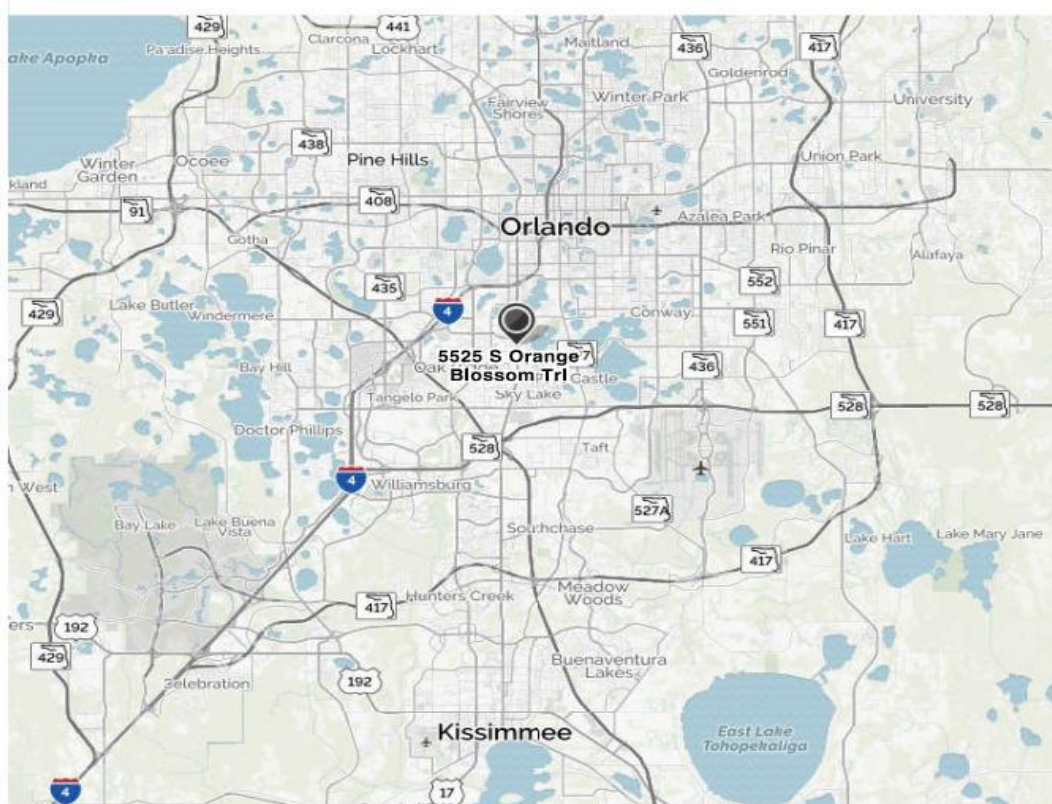 429
441
Clarcona
Lockhart
Paradise Heights
Maitland
436
417
Goldenrod
University
ake Apopka
Fairview
Shores
Winter Park
438
Pine Hills
Union Park
Winter
Garden
Ocoee
kland
91
408
Azalea Park
Orlando
Gotha
Rio Pinar
Alafaya
435
552
429
Lake Butler
Windermere
4
Conway
551
417
5525 S Orange
Blossom Trl
Oak
Castle
436
Bay Hill
Tangelo Park
Sky Lake
528
528
Doctor Phillips
528
Taft
4
Williamsburg
n West
527A
Bay Lake
Lake Buena
Vista
Southchase
Lake Hart
Lake Mary Jane
417
Hunters Creek
Meadow
Woods
417
ers
192
429
Celebration
192
Buenaventura
Lakes
Kissimmee
East Lake
Tohopekaliga
4
17